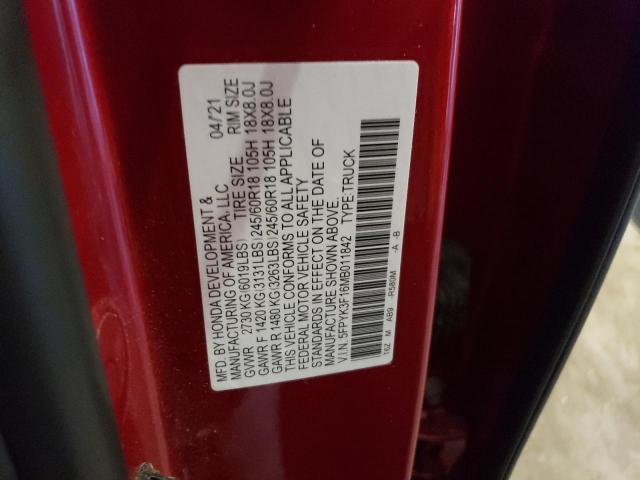 MFD. BY HONDA DEVELOPMENT & 04/'21
MANUFACTURING OF AMERICA, LLC
GVWR 2730 KG(6019LBS) TIRE SIZE RIM SIZE
GAWR F 1420 KG(3131LBS) 245/60R18 105H 18X8.0J
GAWR R 1480 KG(3263LBS) 245/60R18 105H 18X8.0J
THIS VEHICLE CONFORMS TO ALL APPLICABLE
FEDERAL MOTOR VEHICLE SAFETY
STANDARDS IN EFFECT ON THE DATE OF
MANUFACTURE SHOWN ABOVE.
V.I.N. 5FPYK3F16MB011842 TYPE:TRUCK
T6Z M AB9 R580M -A -B